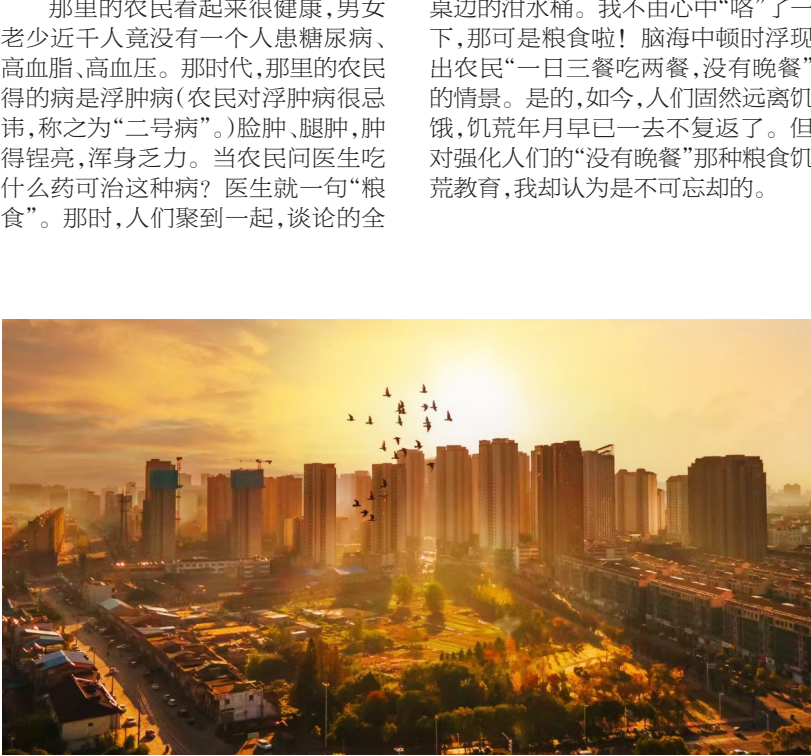 那里的农民看起来很健康,男女
老少近千人竟没有一个人患糖尿病、
高血脂、高血压。那时代,那里的农民
得的病是浮肿病(农民对浮肿病很忌
讳,称之为“二号病”。)脸肿、腿肿,肿
得锃亮,浑身乏力。当农民问医生吃
什么药可治这种病?医生就一句“粮
食”。那时,人们聚到一起,谈论的全
桌边的泔水桶。我不由心中“咯”了一
下,那可是粮食啦!脑海中顿时浮现
出农民“一日三餐吃两餐,没有晚餐”
的情景。是的,如今,人们固然远离饥
饿,饥荒年月早已一去不复返了。但
对强化人们的“没有晚餐”那种粮食饥
荒教育,我却认为是不可忘却的。